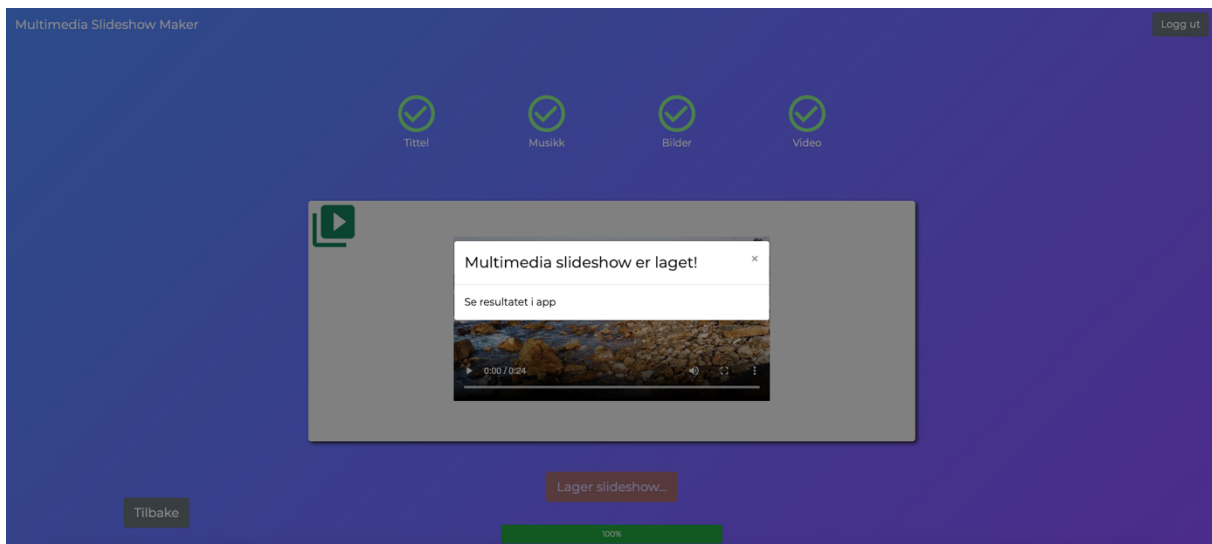 Multimedia Slideshow Maker
Logg ut
Tittel
Musikk
Bilder
Video
Multimedia slideshow er laget!
×
Se resultatet i app
0:00 / 0:24
Lager slideshow...
Tilbake
100%